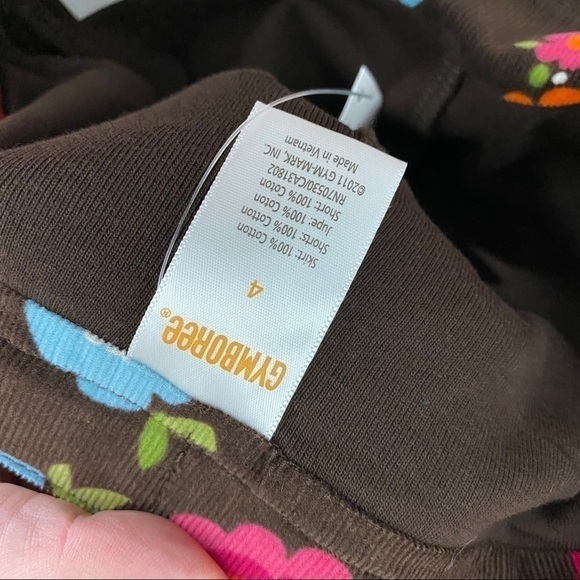 GYMBOREE®
4
Skirt: 100% Cotton
Shorts: 100% Cotton
Jupe: 100% Coton
Short: 100% Coton
RN70530/CA31802
©2011 GYM-MARK, INC.
Made in Vietnam